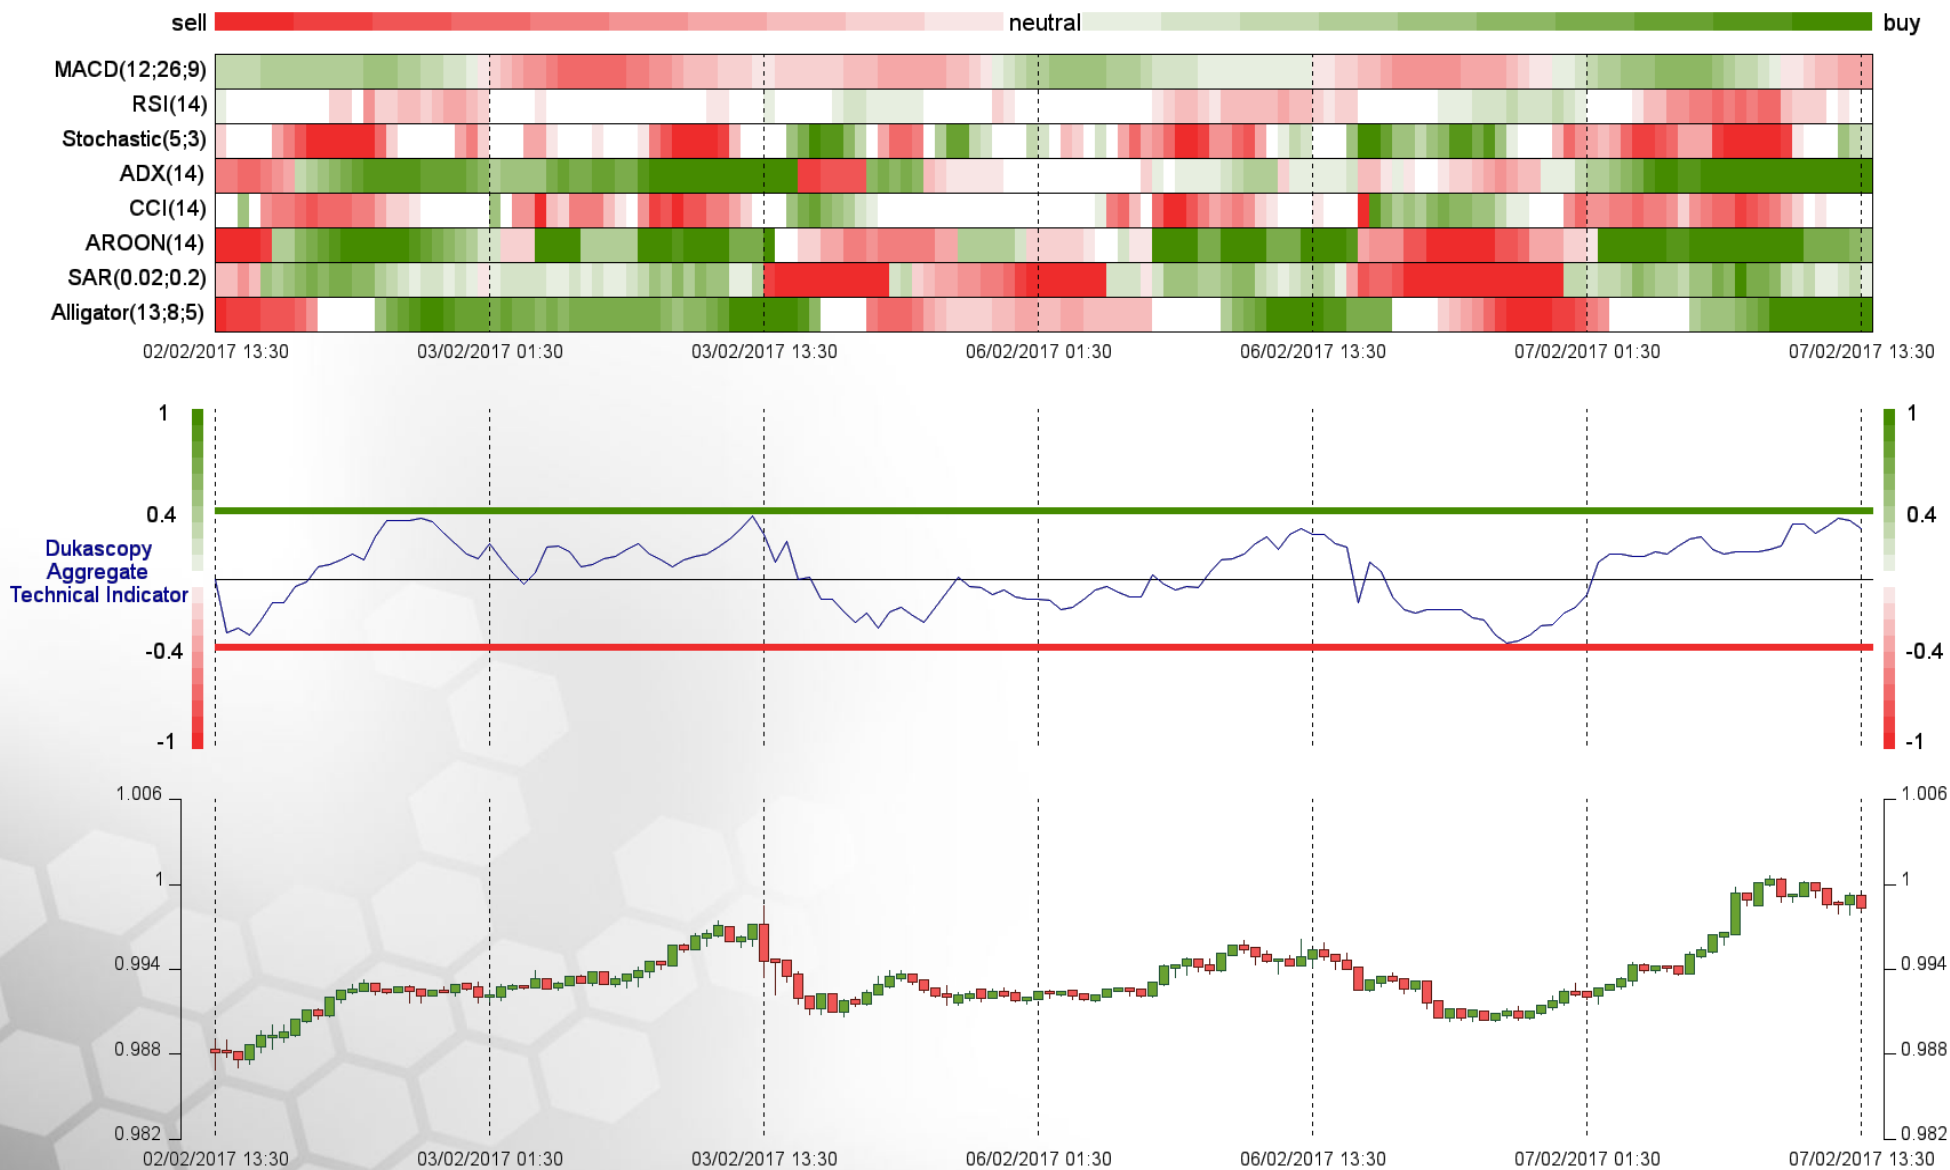 sell neutral buy
MACD(12;26;9)
RSI(14)
Stochastic(5;3)
ADX(14)
CCI(14)
AROON(14)
SAR(0.02;0.2)
Alligator(13;8;5)
02/02/2017 13:30 03/02/2017 01:30 03/02/2017 13:30 06/02/2017 01:30 06/02/2017 13:30 07/02/2017 01:30 07/02/2017 13:30
1 1
0.4 0.4
Dukascopy
Aggregate
Technical Indicator
-0.4 -0.4
-1 -1
1.006 1.006
1 1
0.994 0.994
0.988 0.988
0.982 0.982
02/02/2017 13:30 03/02/2017 01:30 03/02/2017 13:30 06/02/2017 01:30 06/02/2017 13:30 07/02/2017 01:30 07/02/2017 13:30